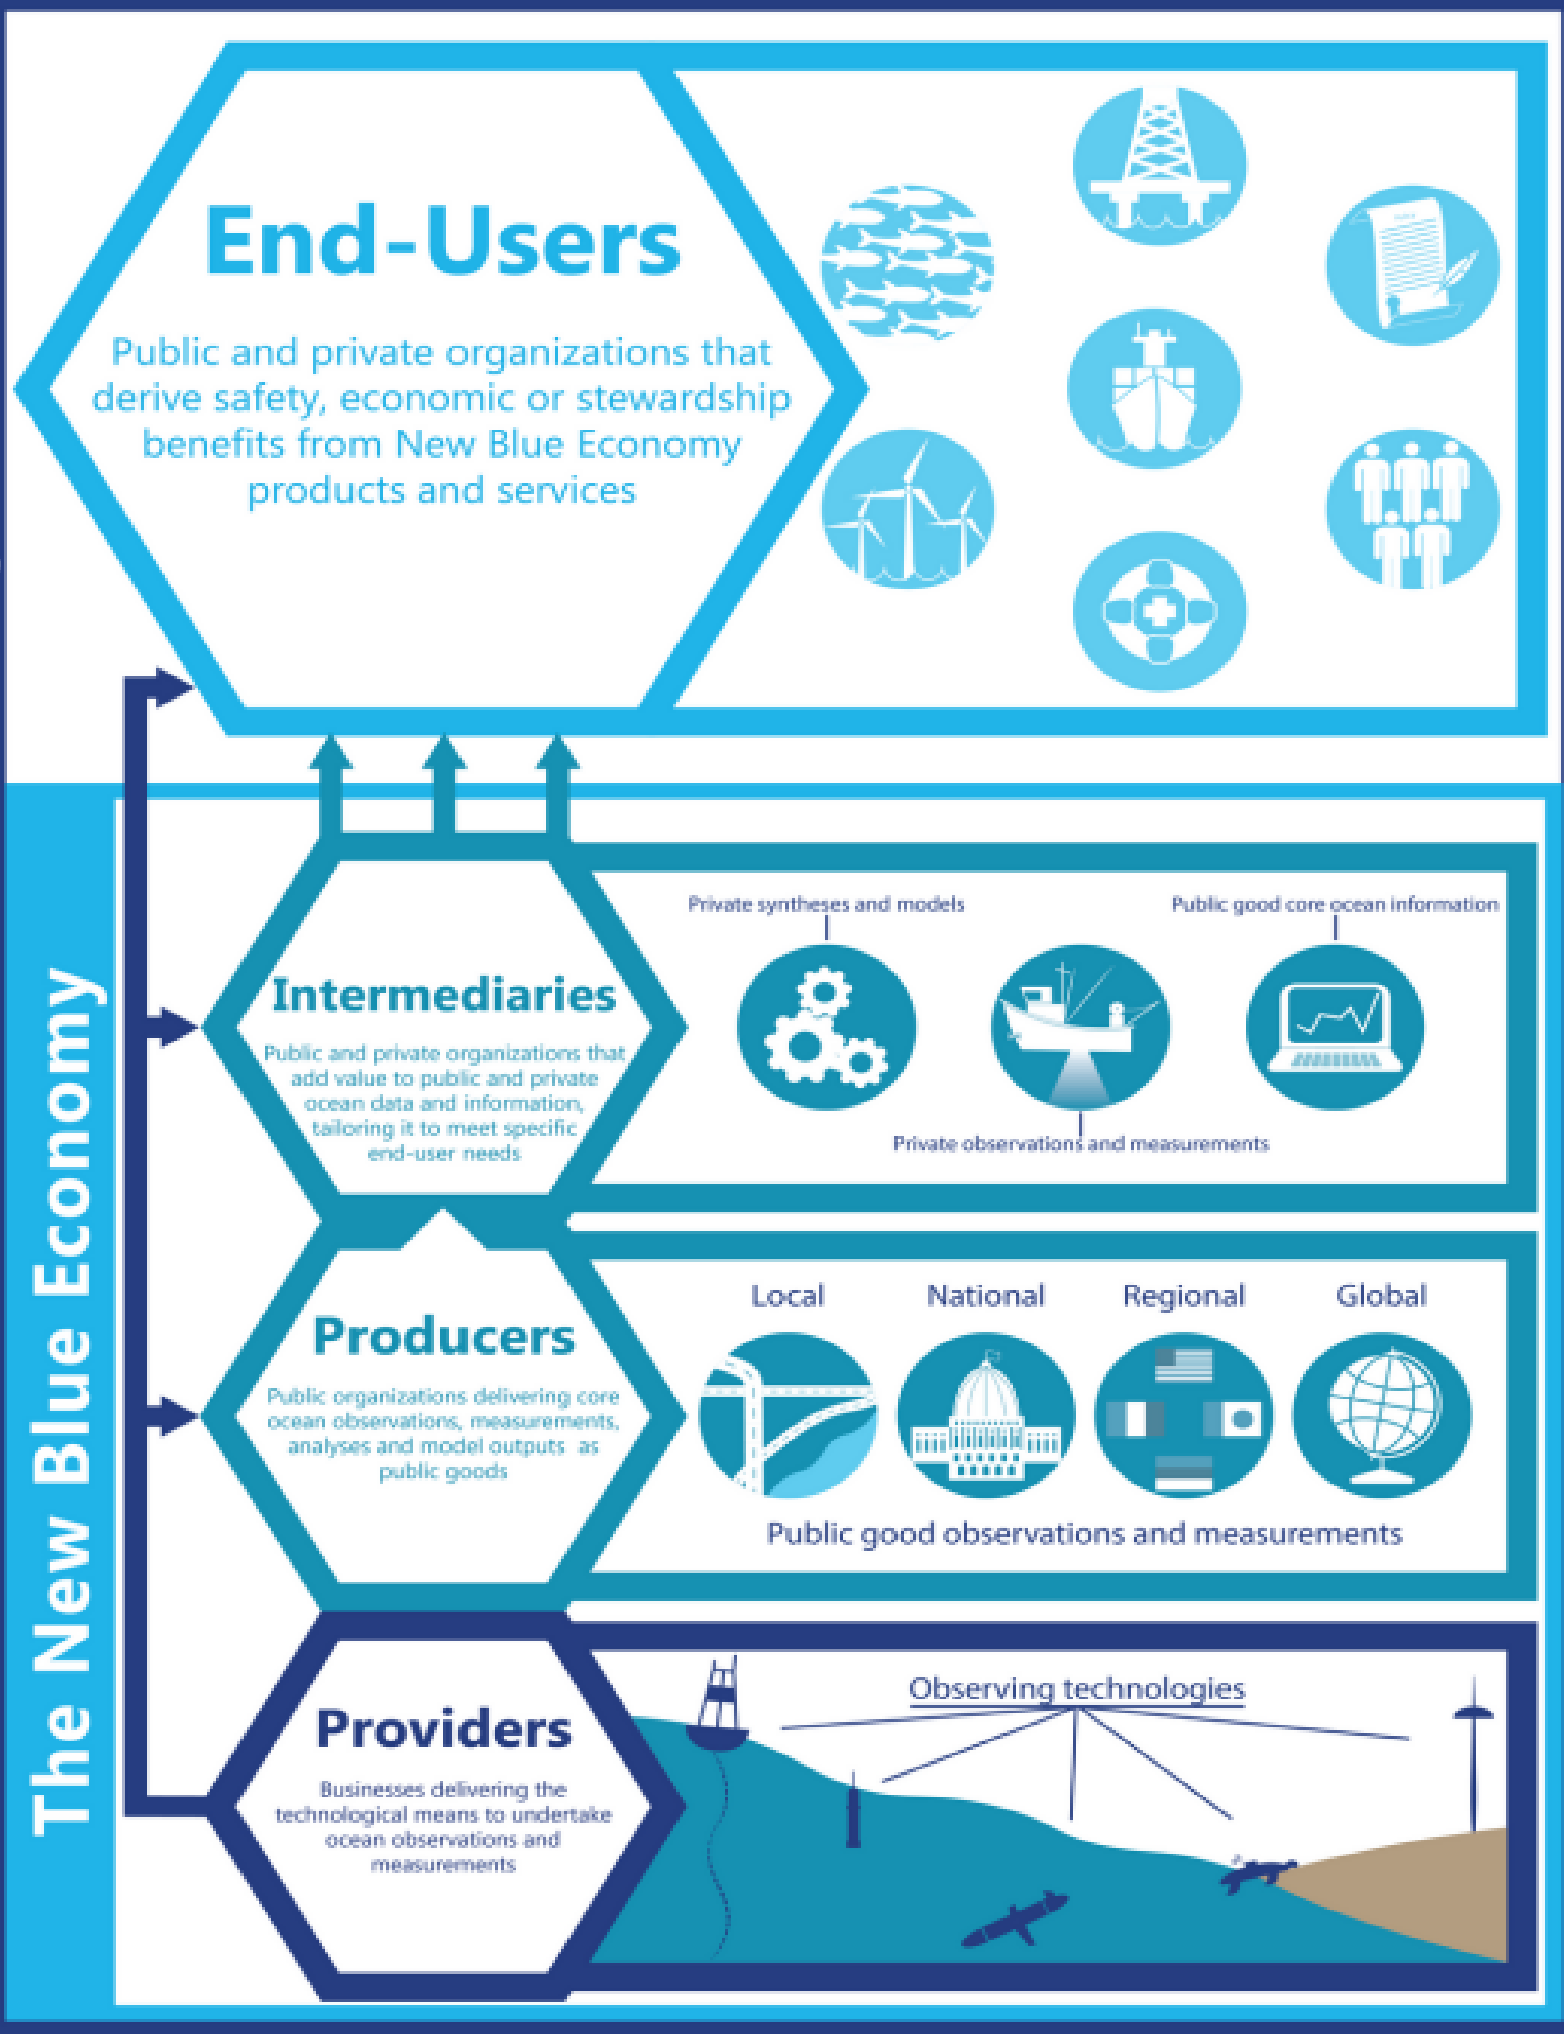 End-Users
Public and private organizations that
derive safety, economic or stewardship
benefits from New Blue Economy
products and services
The New Blue Economy
Intermediaries
Public and private organizations that
add value to public and private
ocean data and information,
tailoring it to meet specific
end-user needs
Private syntheses and models
Public good core ocean information
Private observations and measurements
Producers
Public organizations delivering core
ocean observations, measurements,
analyses and model outputs as
public goods
Local
National
Regional
Global
Public good observations and measurements
Providers
Businesses delivering the
technological means to undertake
ocean observations and
measurements
Observing technologies